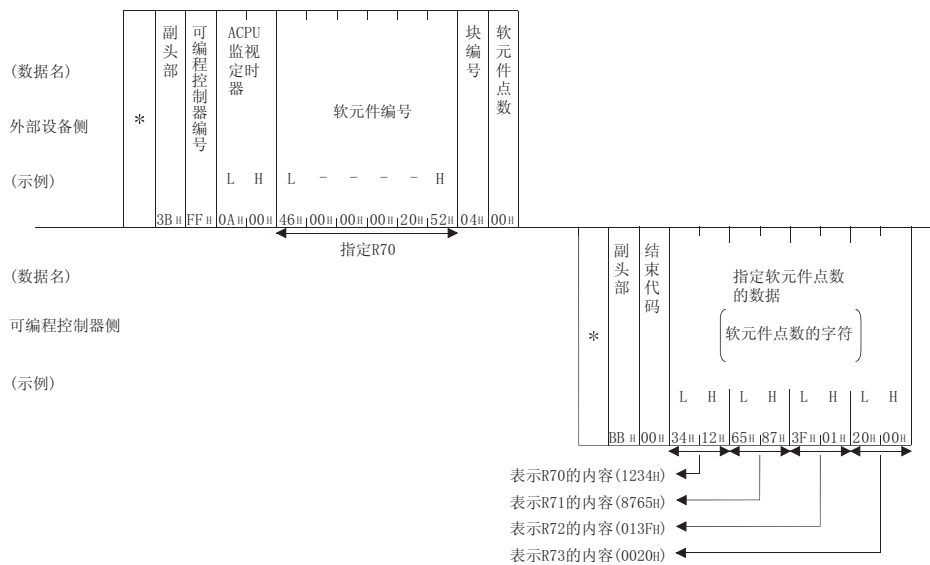 (数据名)
外部设备侧
(示例)
*
副头部
可编程控制器编号
ACPU
监视
定时
器
软元件编号
块编号
软元件点数
L H L - - - - H
3BH FFH 0AH 00H 46H 00H 00H 00H 20H 52H 04H 00H
指定R70
(数据名)
可编程控制器侧
(示例)
*
副头部
结束代码
指定软元件点数
的数据
软元件点数的字符
L H L H L H L H
BBH 00H 34H 12H 65H 87H 3FH 01H 20H 00H
表示R70的内容(1234H)
表示R71的内容(8765H)
表示R72的内容(013FH)
表示R73的内容(0020H)